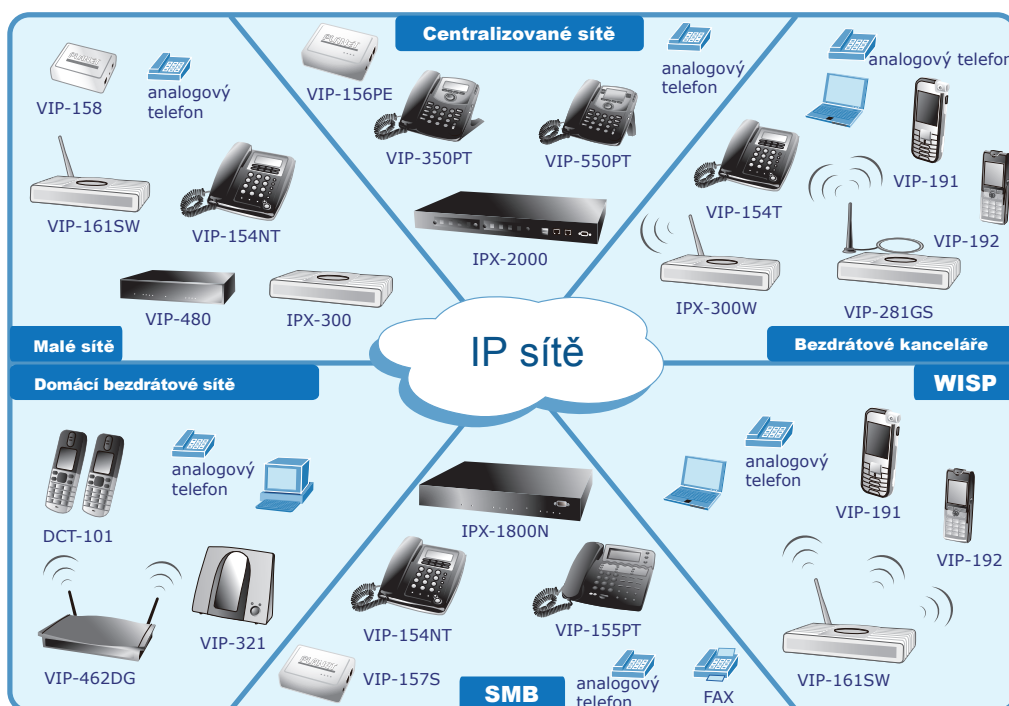 Centralizované sítě
VIP-158
analogový
telefon
VIP-161SW
VIP-154NT
VIP-480
IPX-300
Malé sítě
PLANET
VIP-156PE
VIP-350PT
VIP-550PT
analogový
telefon
IPX-2000
analogový telefon
VIP-191
VIP-154T
VIP-192
IPX-300W
VIP-281GS
Bezdrátové kanceláře
IP sítě
Domácí bezdrátové sítě
analogový
telefon
DCT-101
VIP-321
VIP-462DG
IPX-1800N
VIP-154NT
VIP-155PT
PLANET
VIP-157S
SMB
analogový
telefon
FAX
WISP
analogový
telefon
VIP-191
VIP-192
VIP-161SW